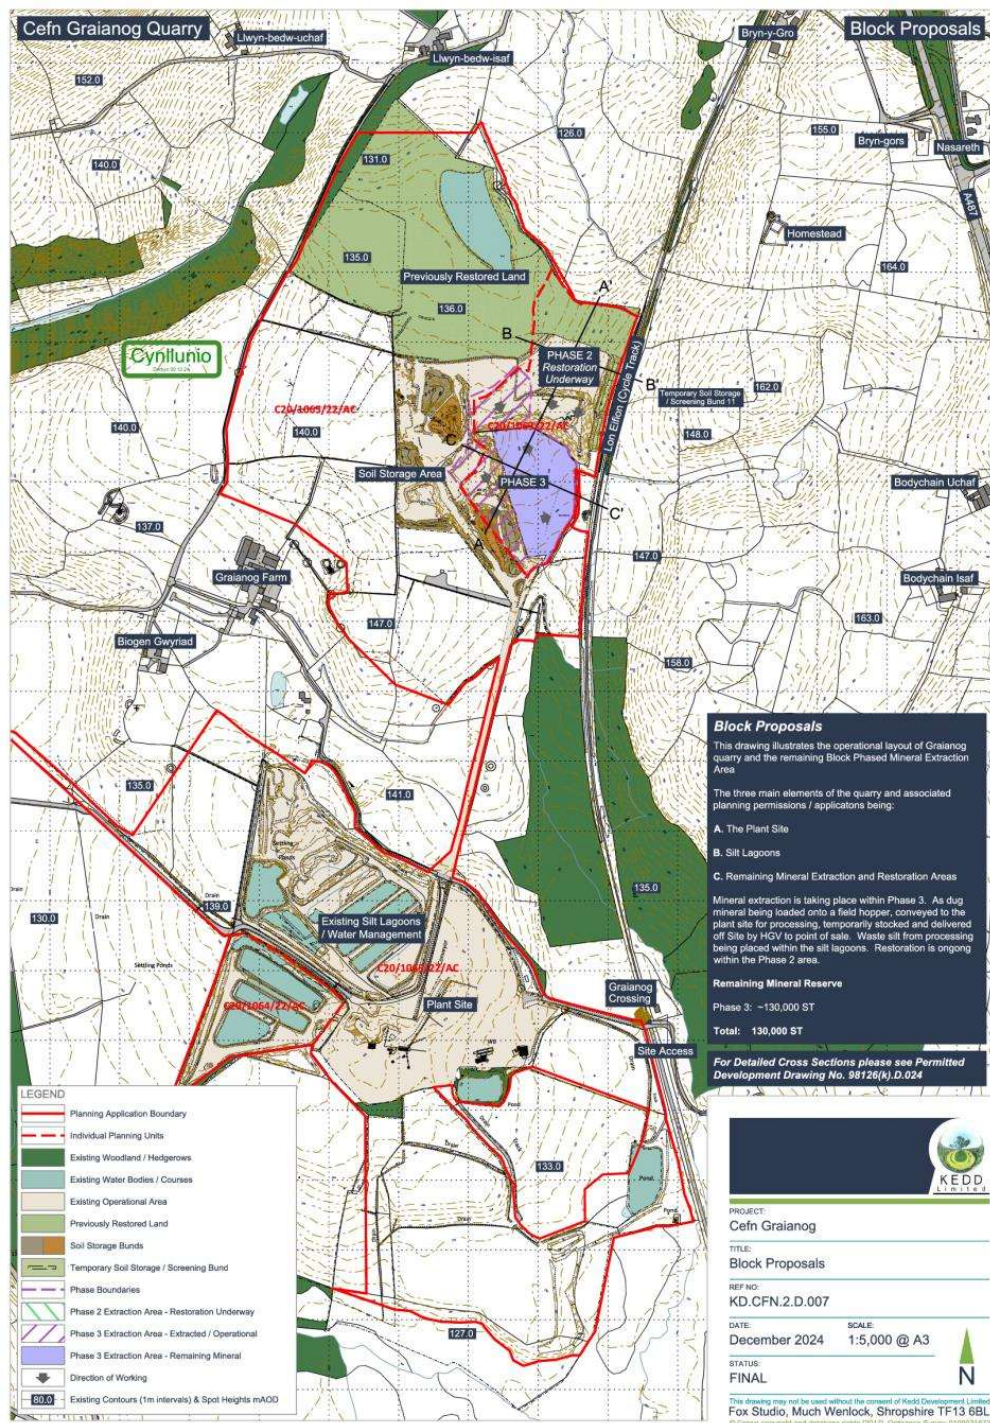 Cefn Graianog Quarry
Block Proposals
Llwyn-bedw-uchaf
Llwyn-bedw-isaf
Bryn-y-Gro
152.0
126.0
155.0
Bryn-gors
Nasareth
A487
131.0
140.0
Homestead
135.0
Previously Restored Land
164.0
136.0
A'
B
Cynllunio
PHASE 2
Restoration
Underway
B'
Temporary Soil Storage
/ Screening Bund 11
162.0
Lon Eifion (Cycle Track)
C20/1063/22/AC
140.0
140.0
148.0
C
Soil Storage Area
PHASE 3
Bodychain Uchaf
137.0
C'
A
147.0
Graianog Farm
Bodychain Isaf
147.0
163.0
Biogen Gwyriad
158.0
135.0
141.0
Settling
Ponds
Drain
139.0
130.0
Drain
Existing Silt Lagoons
/ Water Management
135.0
Settling Ponds
C20/1064/22/AC
Plant Site
Graianog
Crossing
Site Access
Pond
Drain
133.0
Pond
Pond
Drain
127.0
Block Proposals
This drawing illustrates the operational layout of Graianog
quarry and the remaining Block Phased Mineral Extraction
Area
The three main elements of the quarry and associated
planning permissions / applicatons being:
A. The Plant Site
B. Silt Lagoons
C. Remaining Mineral Extraction and Restoration Areas
Mineral extraction is taking place within Phase 3. As dug
mineral being loaded onto a field hopper, conveyed to the
plant site for processing, temporarily stocked and delivered
off Site by HGV to point of sale. Waste silt from processing
being placed within the silt lagoons. Restoration is ongong
within the Phase 2 area.
Remaining Mineral Reserve
Phase 3: ~130,000 ST
Total: 130,000 ST
For Detailed Cross Sections please see Permitted
Development Drawing No. 98126(k).D.024
LEGEND
Planning Application Boundary
Individual Planning Units
Existing Woodland / Hedgerows
Existing Water Bodies / Courses
Existing Operational Area
Previously Restored Land
Soil Storage Bunds
Temporary Soil Storage / Screening Bund
Phase Boundaries
Phase 2 Extraction Area - Restoration Underway
Phase 3 Extraction Area - Extracted / Operational
Phase 3 Extraction Area - Remaining Mineral
Direction of Working
80.0
Existing Contours (1m intervals) & Spot Heights mAOD
KEDD
Limited
PROJECT:
Cefn Graianog
TITLE:
Block Proposals
REF NO:
KD.CFN.2.D.007
DATE:
December 2024
SCALE:
1:5,000 @ A3
STATUS:
FINAL
N
This drawing may not be used without the consent of Kedd Development Limited
Fox Studio, Much Wenlock, Shropshire TF13 6BL